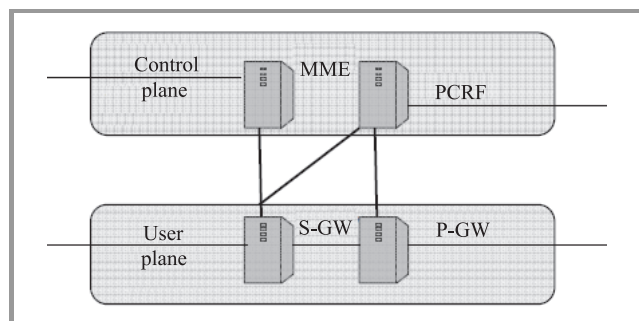 Control
plane
MME
PCRF
User
plane
S-GW
P-GW